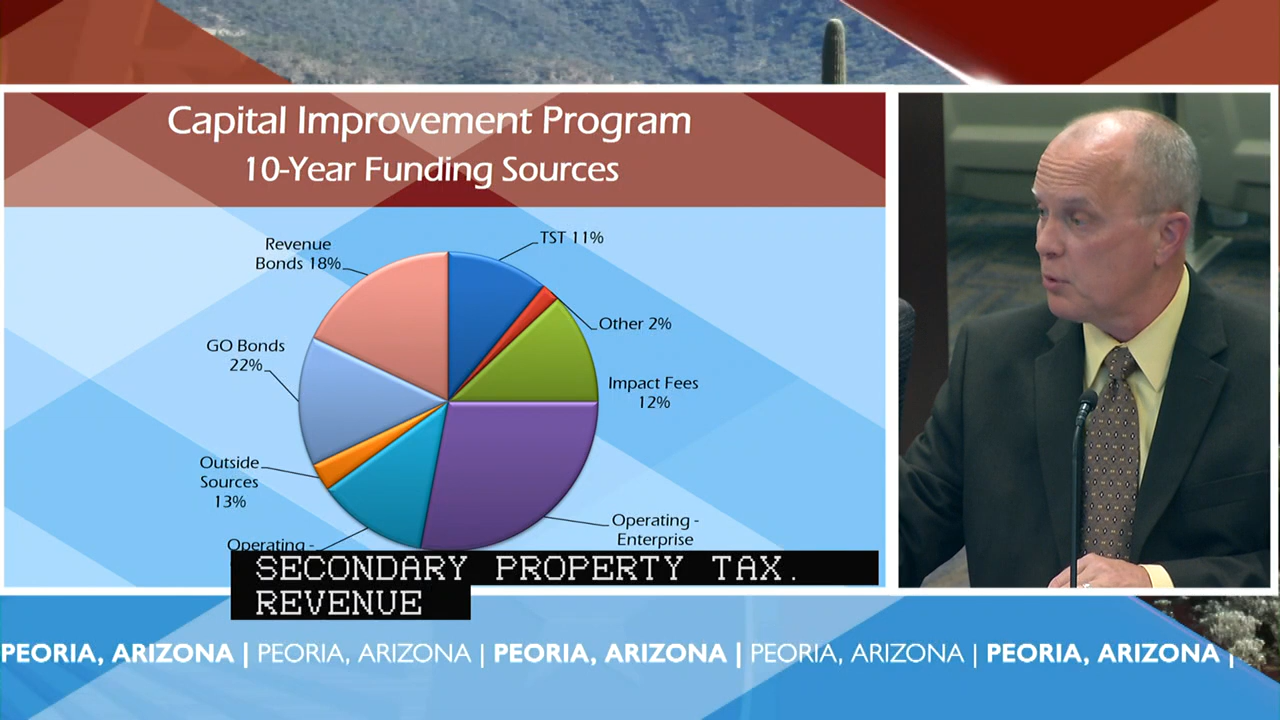 Capital Improvement Program
10-Year Funding Sources
Revenue
Bonds 18%
TST 11%
Other 2%
GO Bonds
22%
Impact Fees
12%
Outside
Sources
13%
Operating -
Enterprise
Operating -
SECONDARY PROPERTY TAX.
REVENUE
PEORIA, ARIZONA | PEORIA, ARIZONA | PEORIA, ARIZONA | PEORIA, ARIZONA | PEORIA, ARIZONA |